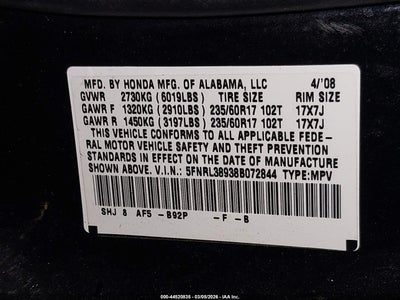 MFD. BY HONDA MFG. OF ALABAMA, LLC 4/'08
GVWR 2730KG (6019LBS) TIRE SIZE RIM SIZE
GAWR F 1320KG (2910LBS) 235/60R17 102T 17X7J
GAWR R 1450KG (3197LBS) 235/60R17 102T 17X7J
THIS VEHICLE CONFORMS TO ALL APPLICABLE FEDE-
RAL MOTOR VEHICLE SAFETY AND THEFT PREVENTION
STANDARDS IN EFFECT ON THE DATE OF MANUFACTURE
SHOWN ABOVE. V.I.N.: 5FNRL38938B072844 TYPE:MPV
SHJ 8 AF5 -B92P -F -B
000-44520835 - 03/09/2026 - IAA Inc.